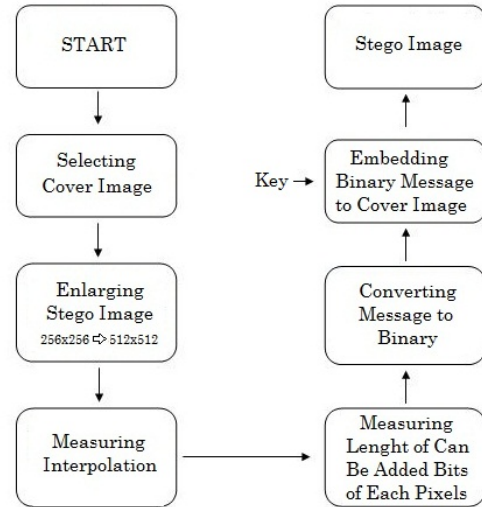 START
Selecting
Cover Image
Enlarging
Stego Image
256x256 ⇨ 512x512
Measuring
Interpolation
Measuring
Lenght of Can
Be Added Bits
of Each Pixels
Converting
Message to
Binary
Key
Embedding
Binary Message
to Cover Image
Stego Image